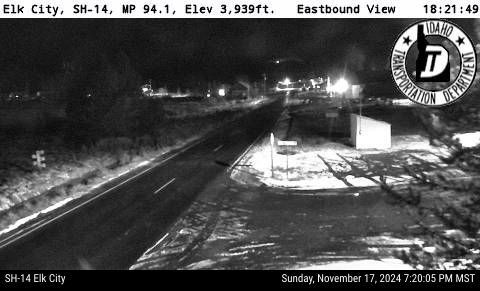 Elk City, SH-14, MP 94.1, Elev 3,939ft.   Eastbound View   18:21:49
IDAHO
TRANSPORTATION DEPARTMENT
SH-14 Elk City
Sunday, November 17, 2024 7:20:05 PM MST